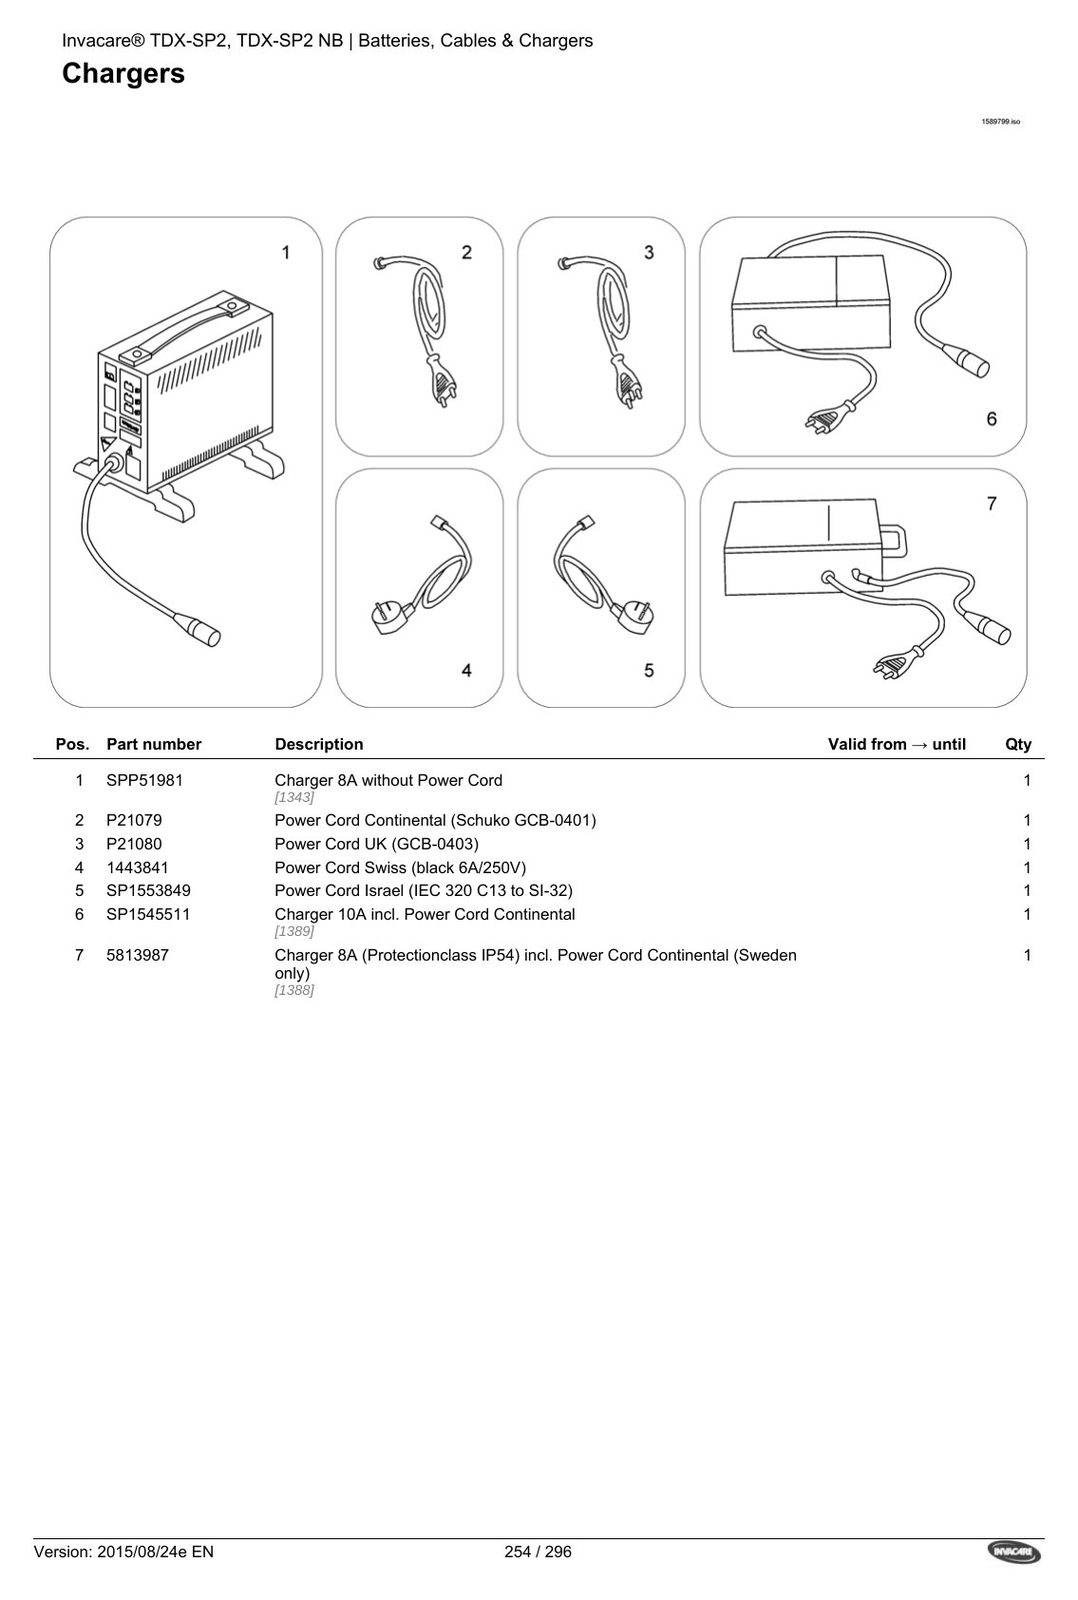 Invacare® TDX-SP2, TDX-SP2 NB | Batteries, Cables & Chargers
Chargers
1589799.iso
1
2
3
6
4
5
7
Pos. Part number Description Valid from → until Qty
1 SPP51981 Charger 8A without Power Cord 1
[1343]
2 P21079 Power Cord Continental (Schuko GCB-0401) 1
3 P21080 Power Cord UK (GCB-0403) 1
4 1443841 Power Cord Swiss (black 6A/250V) 1
5 SP1553849 Power Cord Israel (IEC 320 C13 to SI-32) 1
6 SP1545511 Charger 10A incl. Power Cord Continental 1
[1389]
7 5813987 Charger 8A (Protectionclass IP54) incl. Power Cord Continental (Sweden 1
only)
[1388]
Version: 2015/08/24e EN 254 / 296 INVACARE